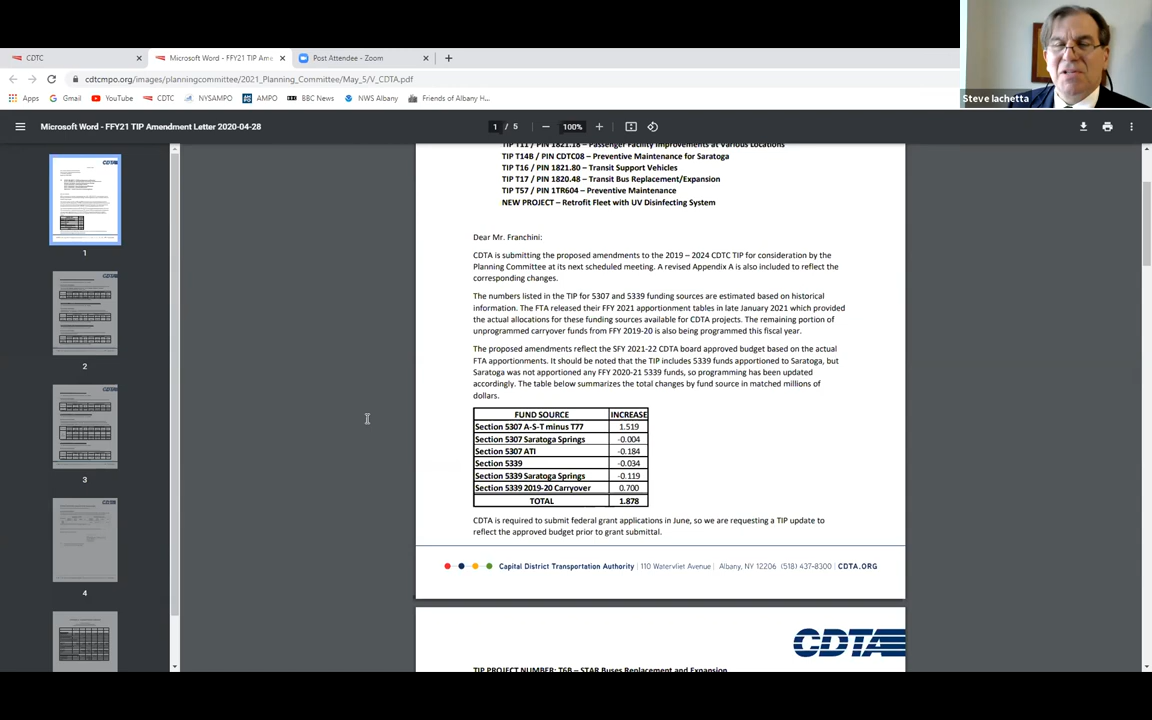 CDTC
Microsoft Word - FFY21 TIP Ame
Post Attendee - Zoom
cdtcmpo.org/images/planningcommittee/2021_Planning_Committee/May_5/V_CDTA.pdf
Apps
Gmail
YouTube
CDTC
NYSAMPO
AMPO
BBC News
NWS Albany
Friends of Albany H...
Steve Iachetta
Microsoft Word - FFY21 TIP Amendment Letter 2020-04-28
1 / 5
100%
TIP T11 / PIN 1821.18 – Passenger Facility Improvements at Various Locations
TIP T14B / PIN CDTC08 – Preventive Maintenance for Saratoga
TIP T16 / PIN 1821.80 – Transit Support Vehicles
TIP T17 / PIN 1820.48 – Transit Bus Replacement/Expansion
TIP T57 / PIN 1TR604 – Preventive Maintenance
NEW PROJECT – Retrofit Fleet with UV Disinfecting System
Dear Mr. Franchini:
CDTA is submitting the proposed amendments to the 2019 – 2024 CDTC TIP for consideration by the
Planning Committee at its next scheduled meeting. A revised Appendix A is also included to reflect the
corresponding changes.
The numbers listed in the TIP for 5307 and 5339 funding sources are estimated based on historical
information. The FTA released their FFY 2021 apportionment tables in late January 2021 which provided
the actual allocations for these funding sources available for CDTA projects. The remaining portion of
unprogrammed carryover funds from FFY 2019-20 is also being programmed this fiscal year.
The proposed amendments reflect the SFY 2021-22 CDTA board approved budget based on the actual
FTA apportionments. It should be noted that the TIP includes 5339 funds apportioned to Saratoga, but
Saratoga was not apportioned any FFY 2020-21 5339 funds, so programming has been updated
accordingly. The table below summarizes the total changes by fund source in matched millions of
dollars.
FUND SOURCE INCREASE
Section 5307 A-S-T minus T77 1.519
Section 5307 Saratoga Springs -0.004
Section 5307 ATI -0.184
Section 5339 -0.034
Section 5339 Saratoga Springs -0.119
Section 5339 2019-20 Carryover 0.700
TOTAL 1.878
CDTA is required to submit federal grant applications in June, so we are requesting a TIP update to
reflect the approved budget prior to grant submittal.
Capital District Transportation Authority | 110 Watervliet Avenue | Albany, NY 12206 (518) 437-8300 | CDTA.ORG
CDTA
TIP PROJECT NUMBER: T6B – STAR Buses Replacement and Expansion
1
2
3
4